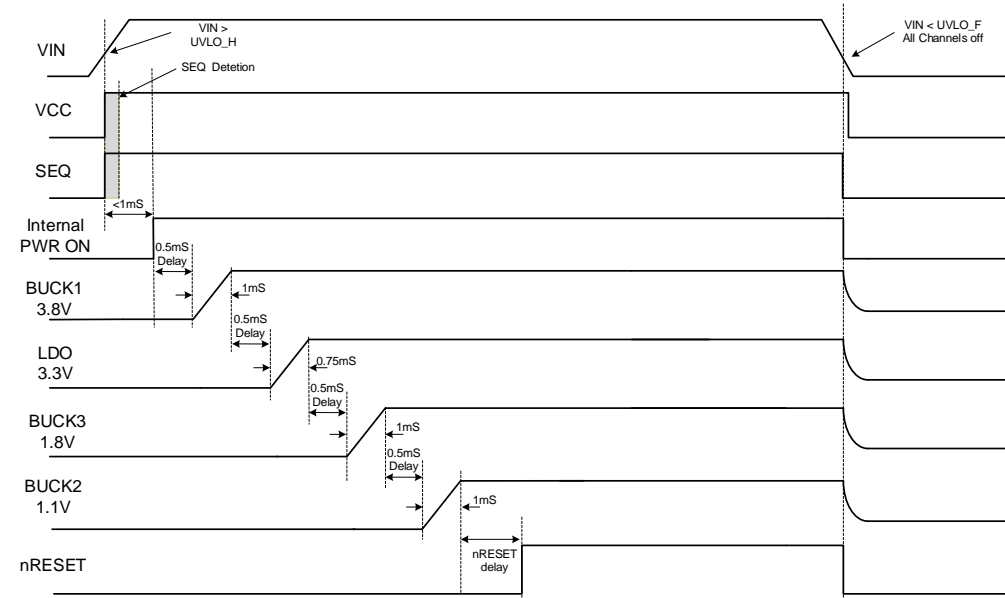 VIN
VIN >
UVLO_H
VIN < UVLO_F
All Channels off
SEQ Detetion
VCC
SEQ
<1mS
Internal
PWR ON
0.5mS
Delay
BUCK1
3.8V
1mS
0.5mS
Delay
LDO
3.3V
0.75mS
0.5mS
Delay
BUCK3
1.8V
1mS
0.5mS
Delay
BUCK2
1.1V
1mS
nRESET
delay
nRESET